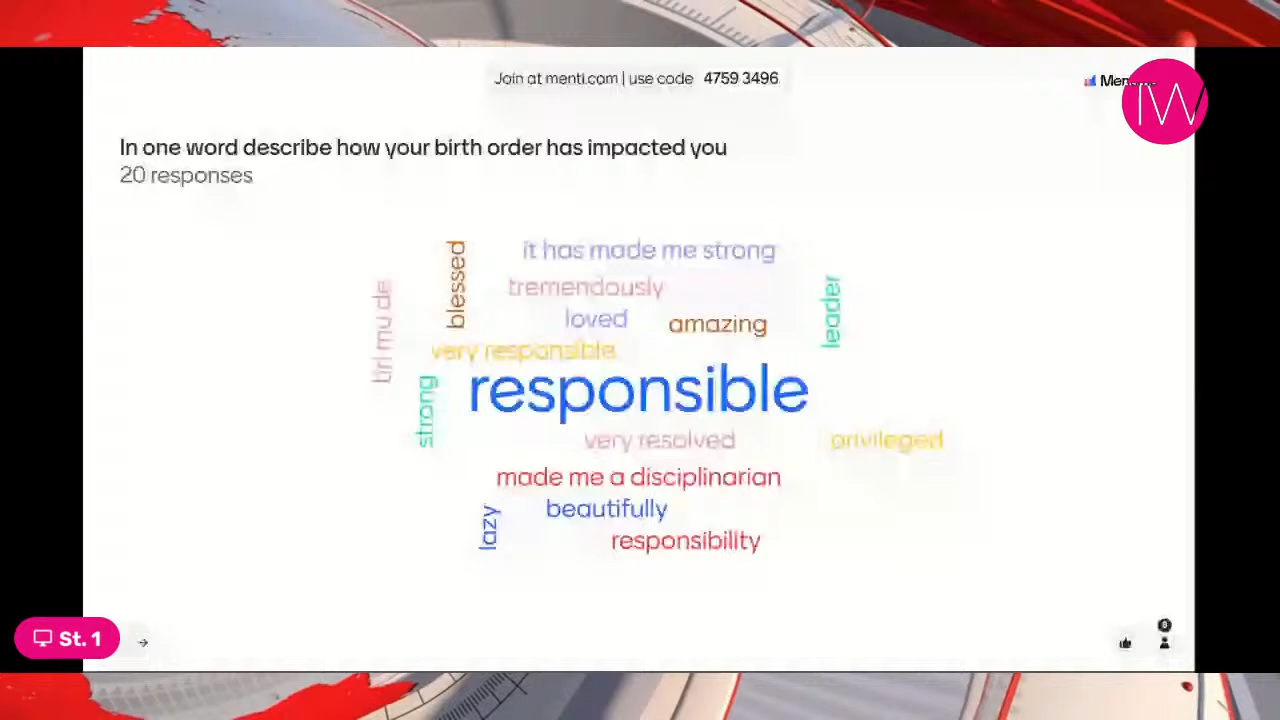 Join at menti.com | use code 4759 3496
In one word describe how your birth order has impacted you
20 responses
it has made me strong
blessed
tremendously
leader
loved
amazing
very responsible
responsible
strong
very resolved
privileged
made me a disciplinarian
lazy
beautifully
responsibility
St. 1